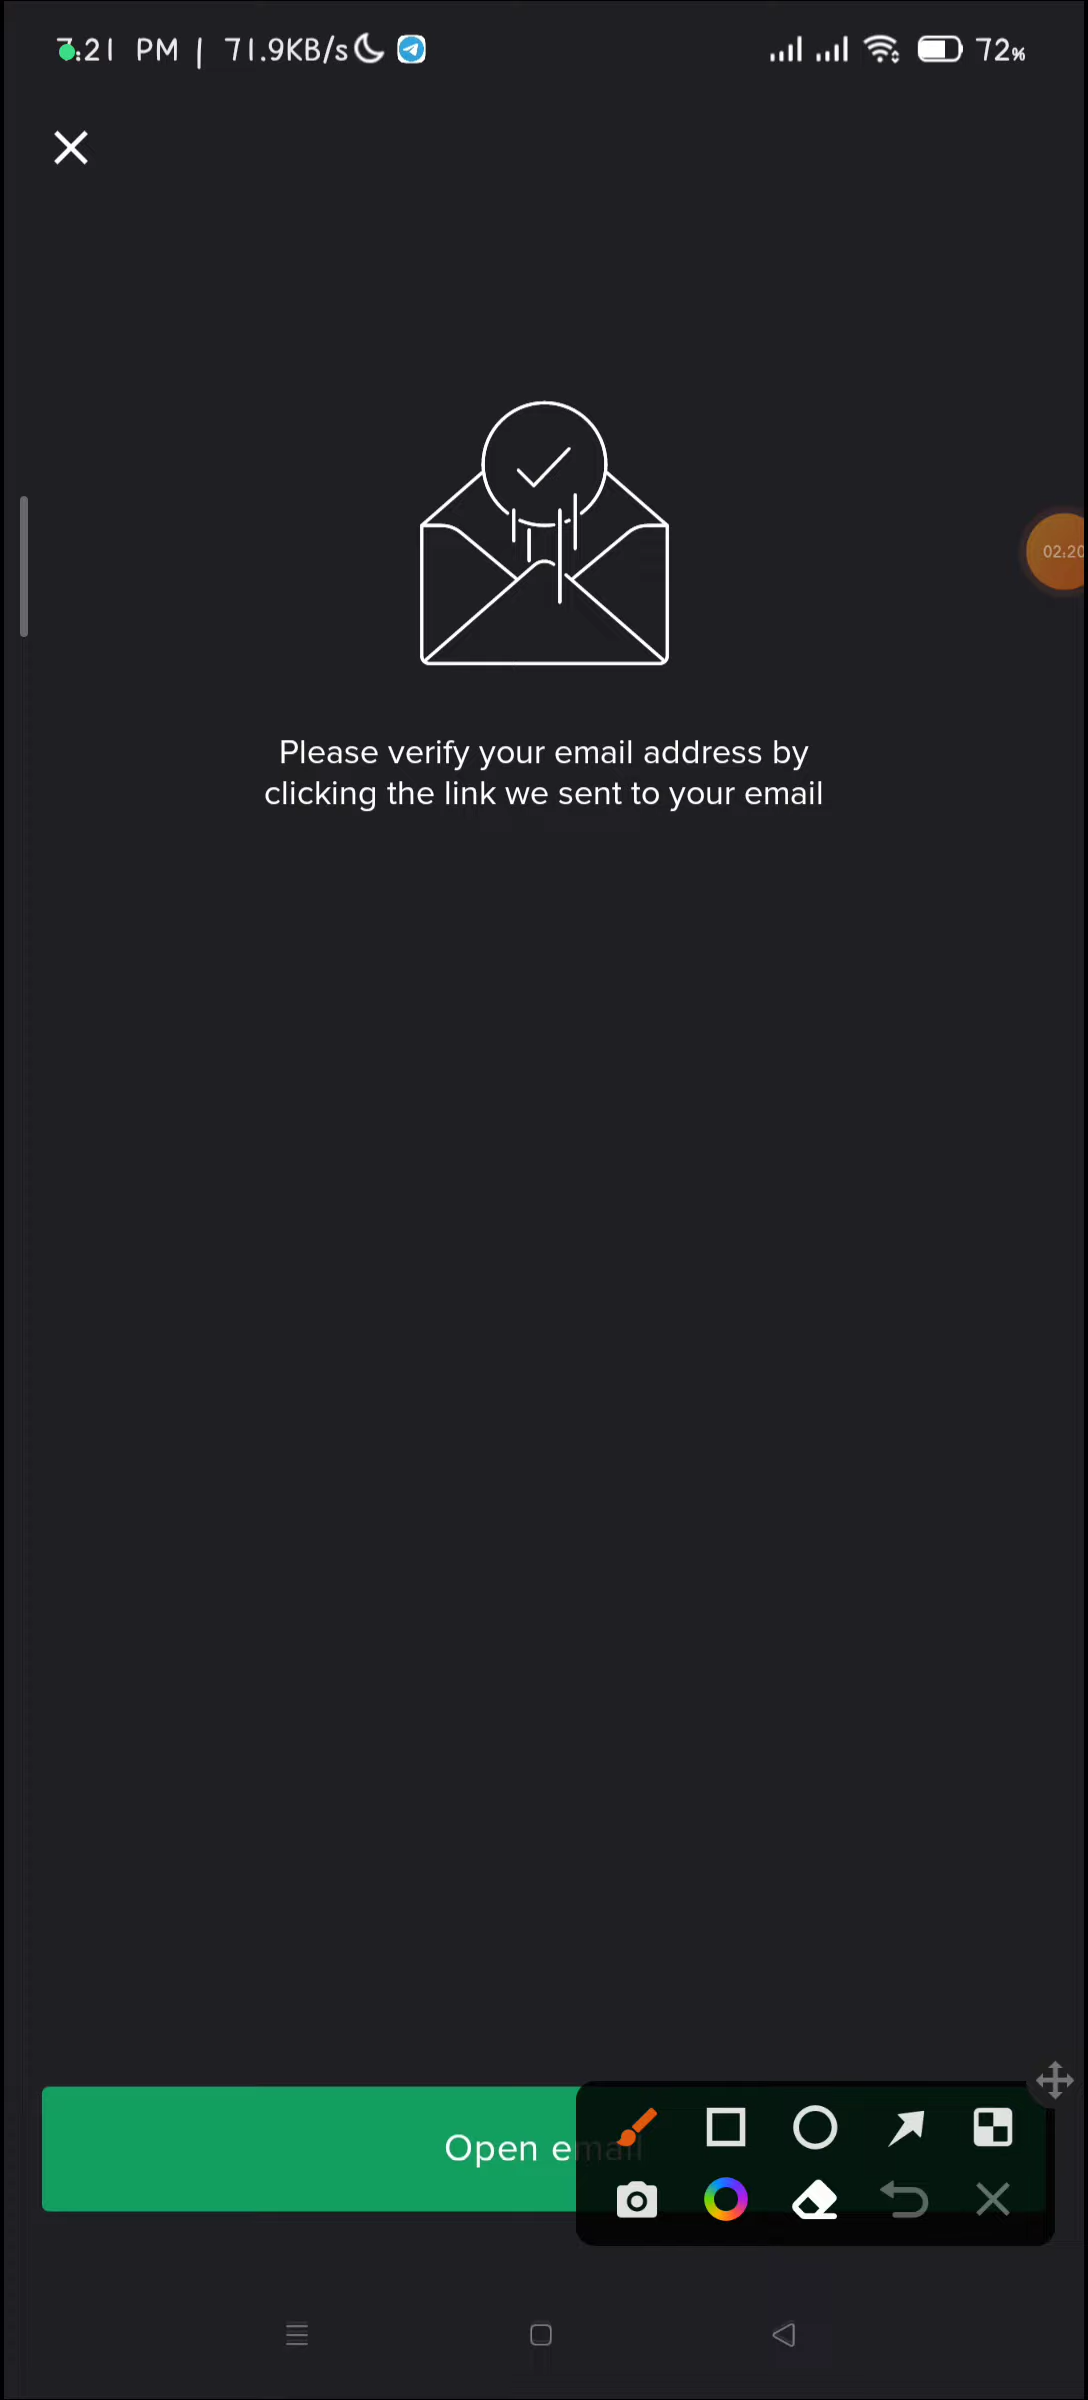 7:21 PM | 71.9KB/s
72%
02:20
Please verify your email address by
clicking the link we sent to your email
Open email